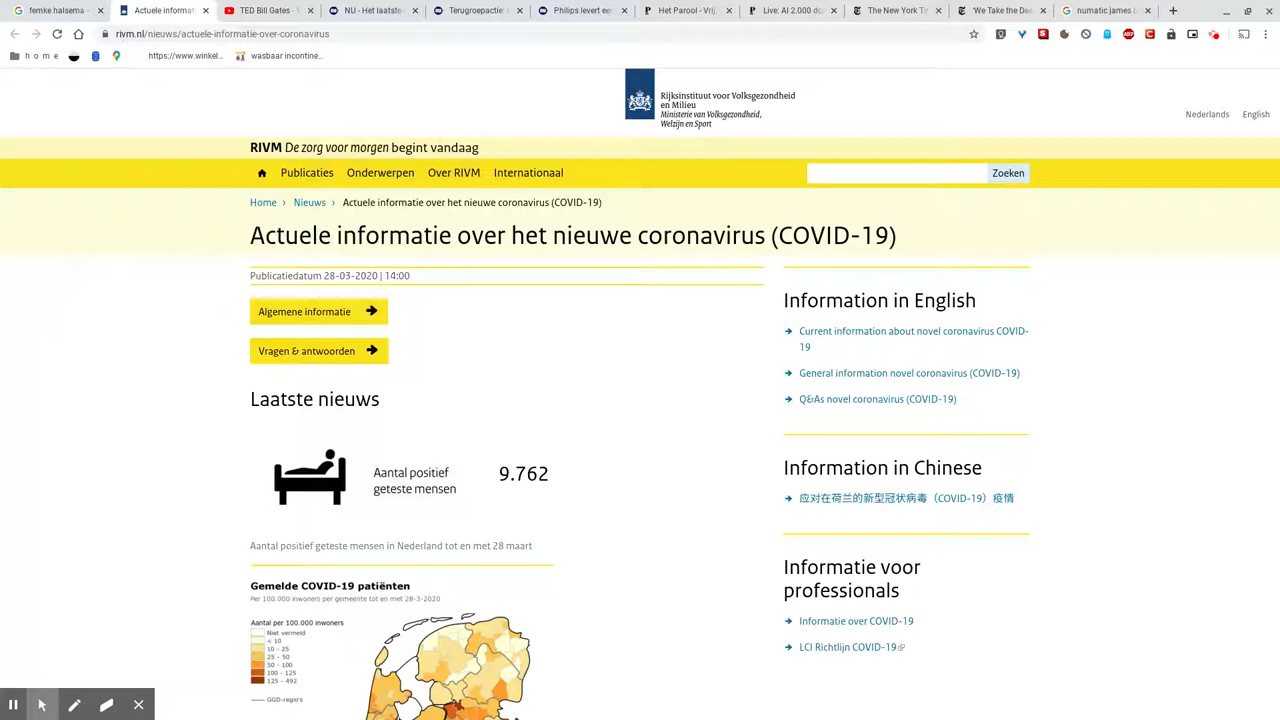 femke halsema -
Actuele informat
TED Bill Gates - Y
NU - Het laatste
Terugroepactie
Philips levert ee
Het Parool - Vrij
Live: Al 2.000 do
The New York Ti
'We Take the De
numatic james
rivm.nl/nieuws/actuele-informatie-over-coronavirus
h o m e
https://www.winkel...
wasbaar incontine...
Rijksinstituut voor Volksgezondheid
en Milieu
Ministerie van Volksgezondheid,
Welzijn en Sport
Nederlands
English
RIVM De zorg voor morgen begint vandaag
Publicaties
Onderwerpen
Over RIVM
Internationaal
Zoeken
Home › Nieuws › Actuele informatie over het nieuwe coronavirus (COVID-19)
Actuele informatie over het nieuwe coronavirus (COVID-19)
Publicatiedatum 28-03-2020 | 14:00
Algemene informatie
Vragen & antwoorden
Laatste nieuws
Aantal positief
geteste mensen
9.762
Aantal positief geteste mensen in Nederland tot en met 28 maart
Gemelde COVID-19 patiënten
Per 100.000 inwoners per gemeente tot en met 28-3-2020
Aantal per 100.000 inwoners
Niet vermeld
< 10
10 - 25
25 - 50
50 - 100
100 - 125
125 - 492
GGD-regio's
Information in English
Current information about novel coronavirus COVID-
19
General information novel coronavirus (COVID-19)
Q&As novel coronavirus (COVID-19)
Information in Chinese
应对在荷兰的新型冠状病毒（COVID-19）疫情
Informatie voor
professionals
Informatie over COVID-19
LCI Richtlijn COVID-19